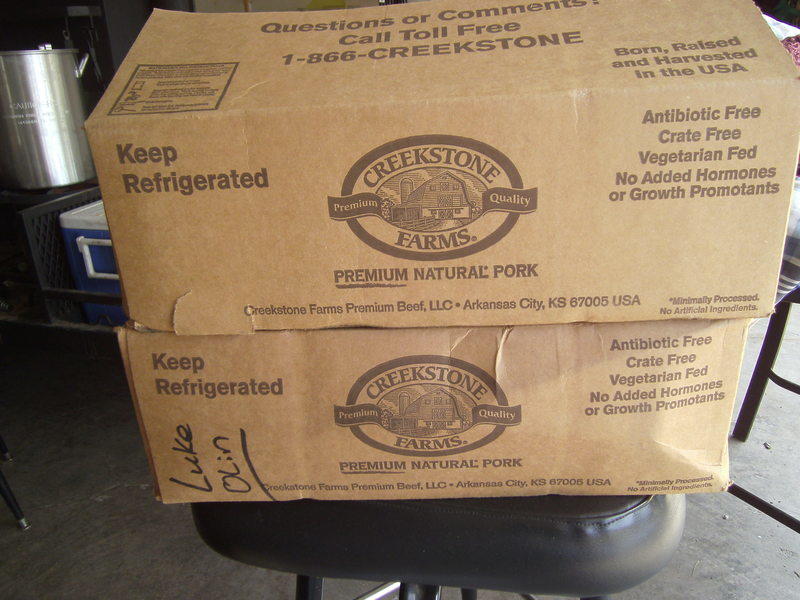 Questions or Comments?
Call Toll Free
1-866-CREEKSTONE
Born, Raised
and Harvested
in the USA
CAUTION
Keep
Refrigerated
CREEKSTONE
Premium Quality
FARMS®
PREMIUM NATURAL* PORK
Antibiotic Free
Crate Free
Vegetarian Fed
No Added Hormones
or Growth Promotants
Creekstone Farms Premium Beef, LLC • Arkansas City, KS 67005 USA
*Minimally Processed.
No Artificial Ingredients.
Keep
Refrigerated
Luke
Olin
CREEKSTONE
Premium Quality
FARMS®
PREMIUM NATURAL* PORK
Antibiotic Free
Crate Free
Vegetarian Fed
No Added Hormones
or Growth Promotants
Creekstone Farms Premium Beef, LLC • Arkansas City, KS 67005 USA
*Minimally Processed.
No Artificial Ingredients.